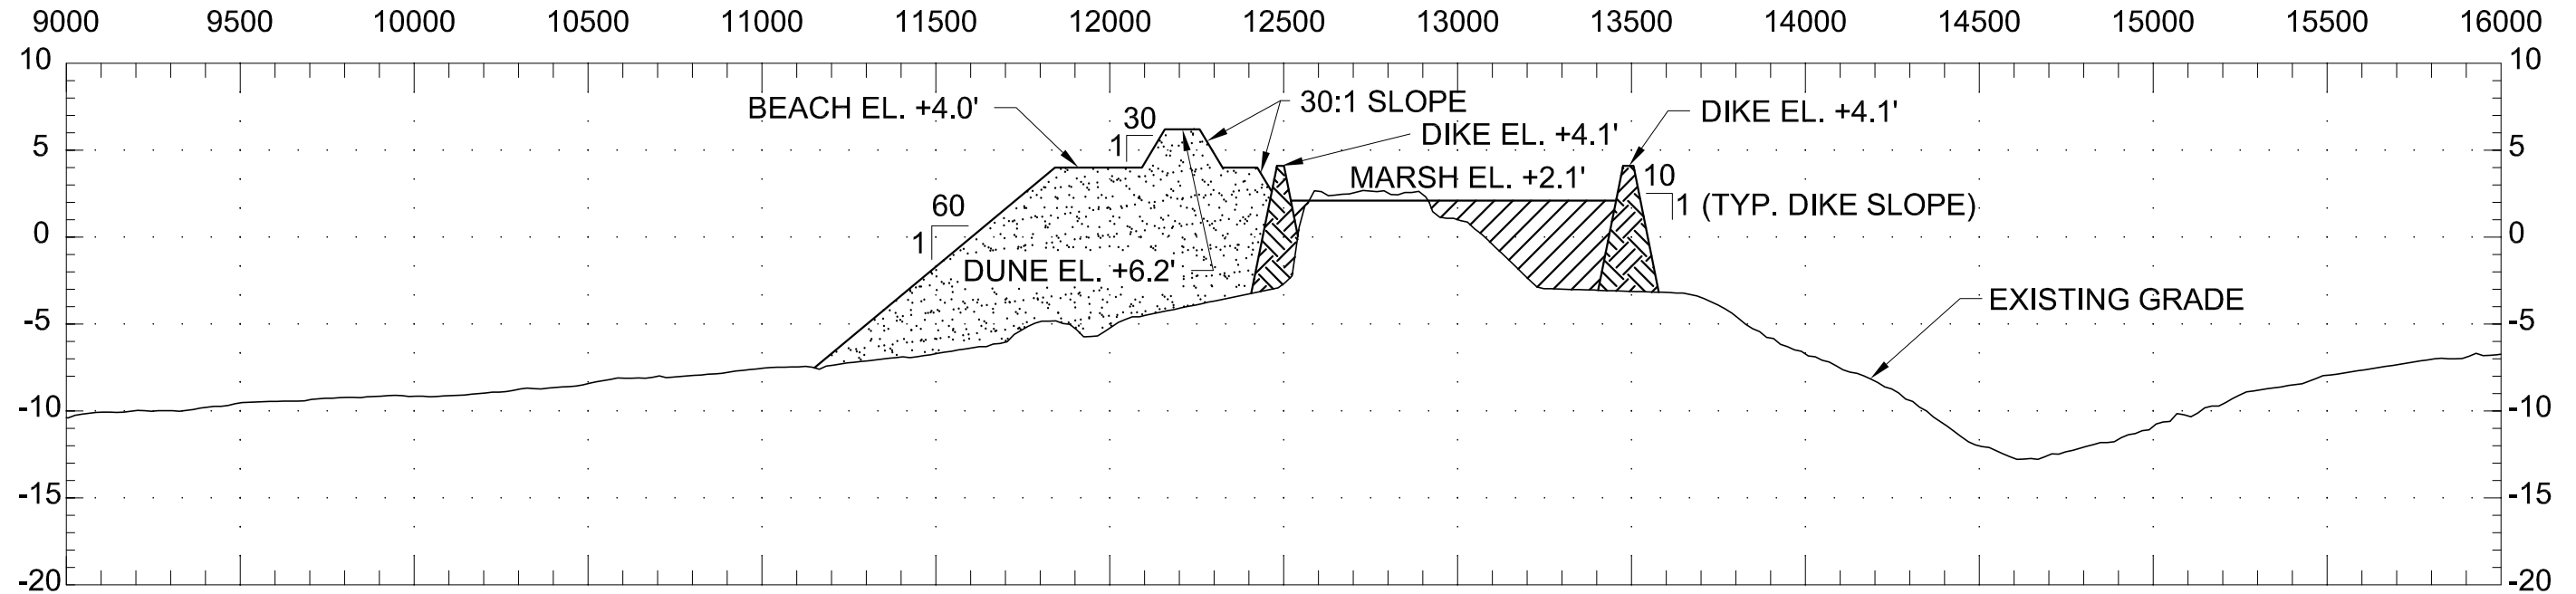 9000 9500 10000 10500 11000 11500 12000 12500 13000 13500 14000 14500 15000 15500 16000
10 10
BEACH EL. +4.0' 30 30:1 SLOPE DIKE EL. +4.1'
1 DIKE EL. +4.1'
5 5
MARSH EL. +2.1' 10
60 1 (TYP. DIKE SLOPE)
1
0 0
DUNE EL. +6.2'
EXISTING GRADE
-5 -5
-10 -10
-15 -15
-20 -20